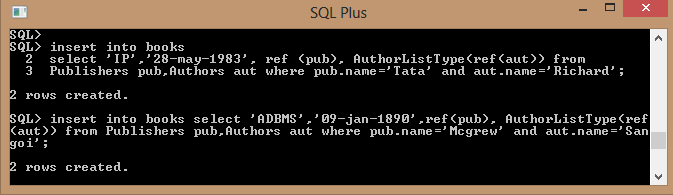 SQL Plus
SQL>
SQL> insert into books
2 select 'IP','28-may-1983', ref (pub), AuthorListType(ref(aut)) from
3 Publishers pub,Authors aut where pub.name='Tata' and aut.name='Richard';
2 rows created.
SQL> insert into books select 'ADBMS','09-jan-1890',ref(pub), AuthorListType(ref
(aut)) from Publishers pub,Authors aut where pub.name='Mcgrew' and aut.name='San
goi';
2 rows created.